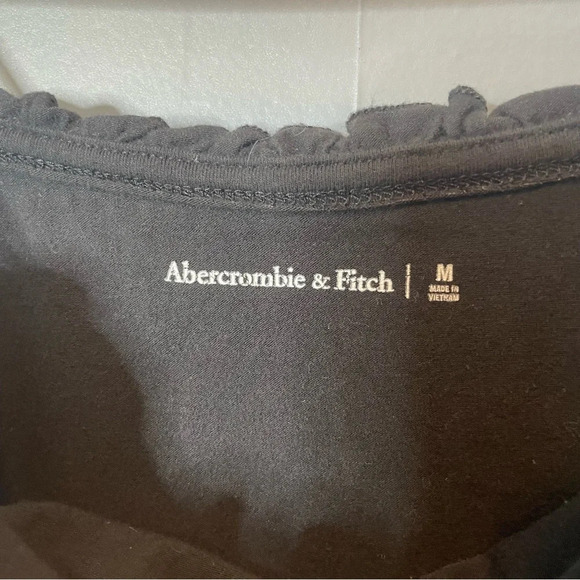 Abercrombie & Fitch | M
MADE IN
VIETNAM